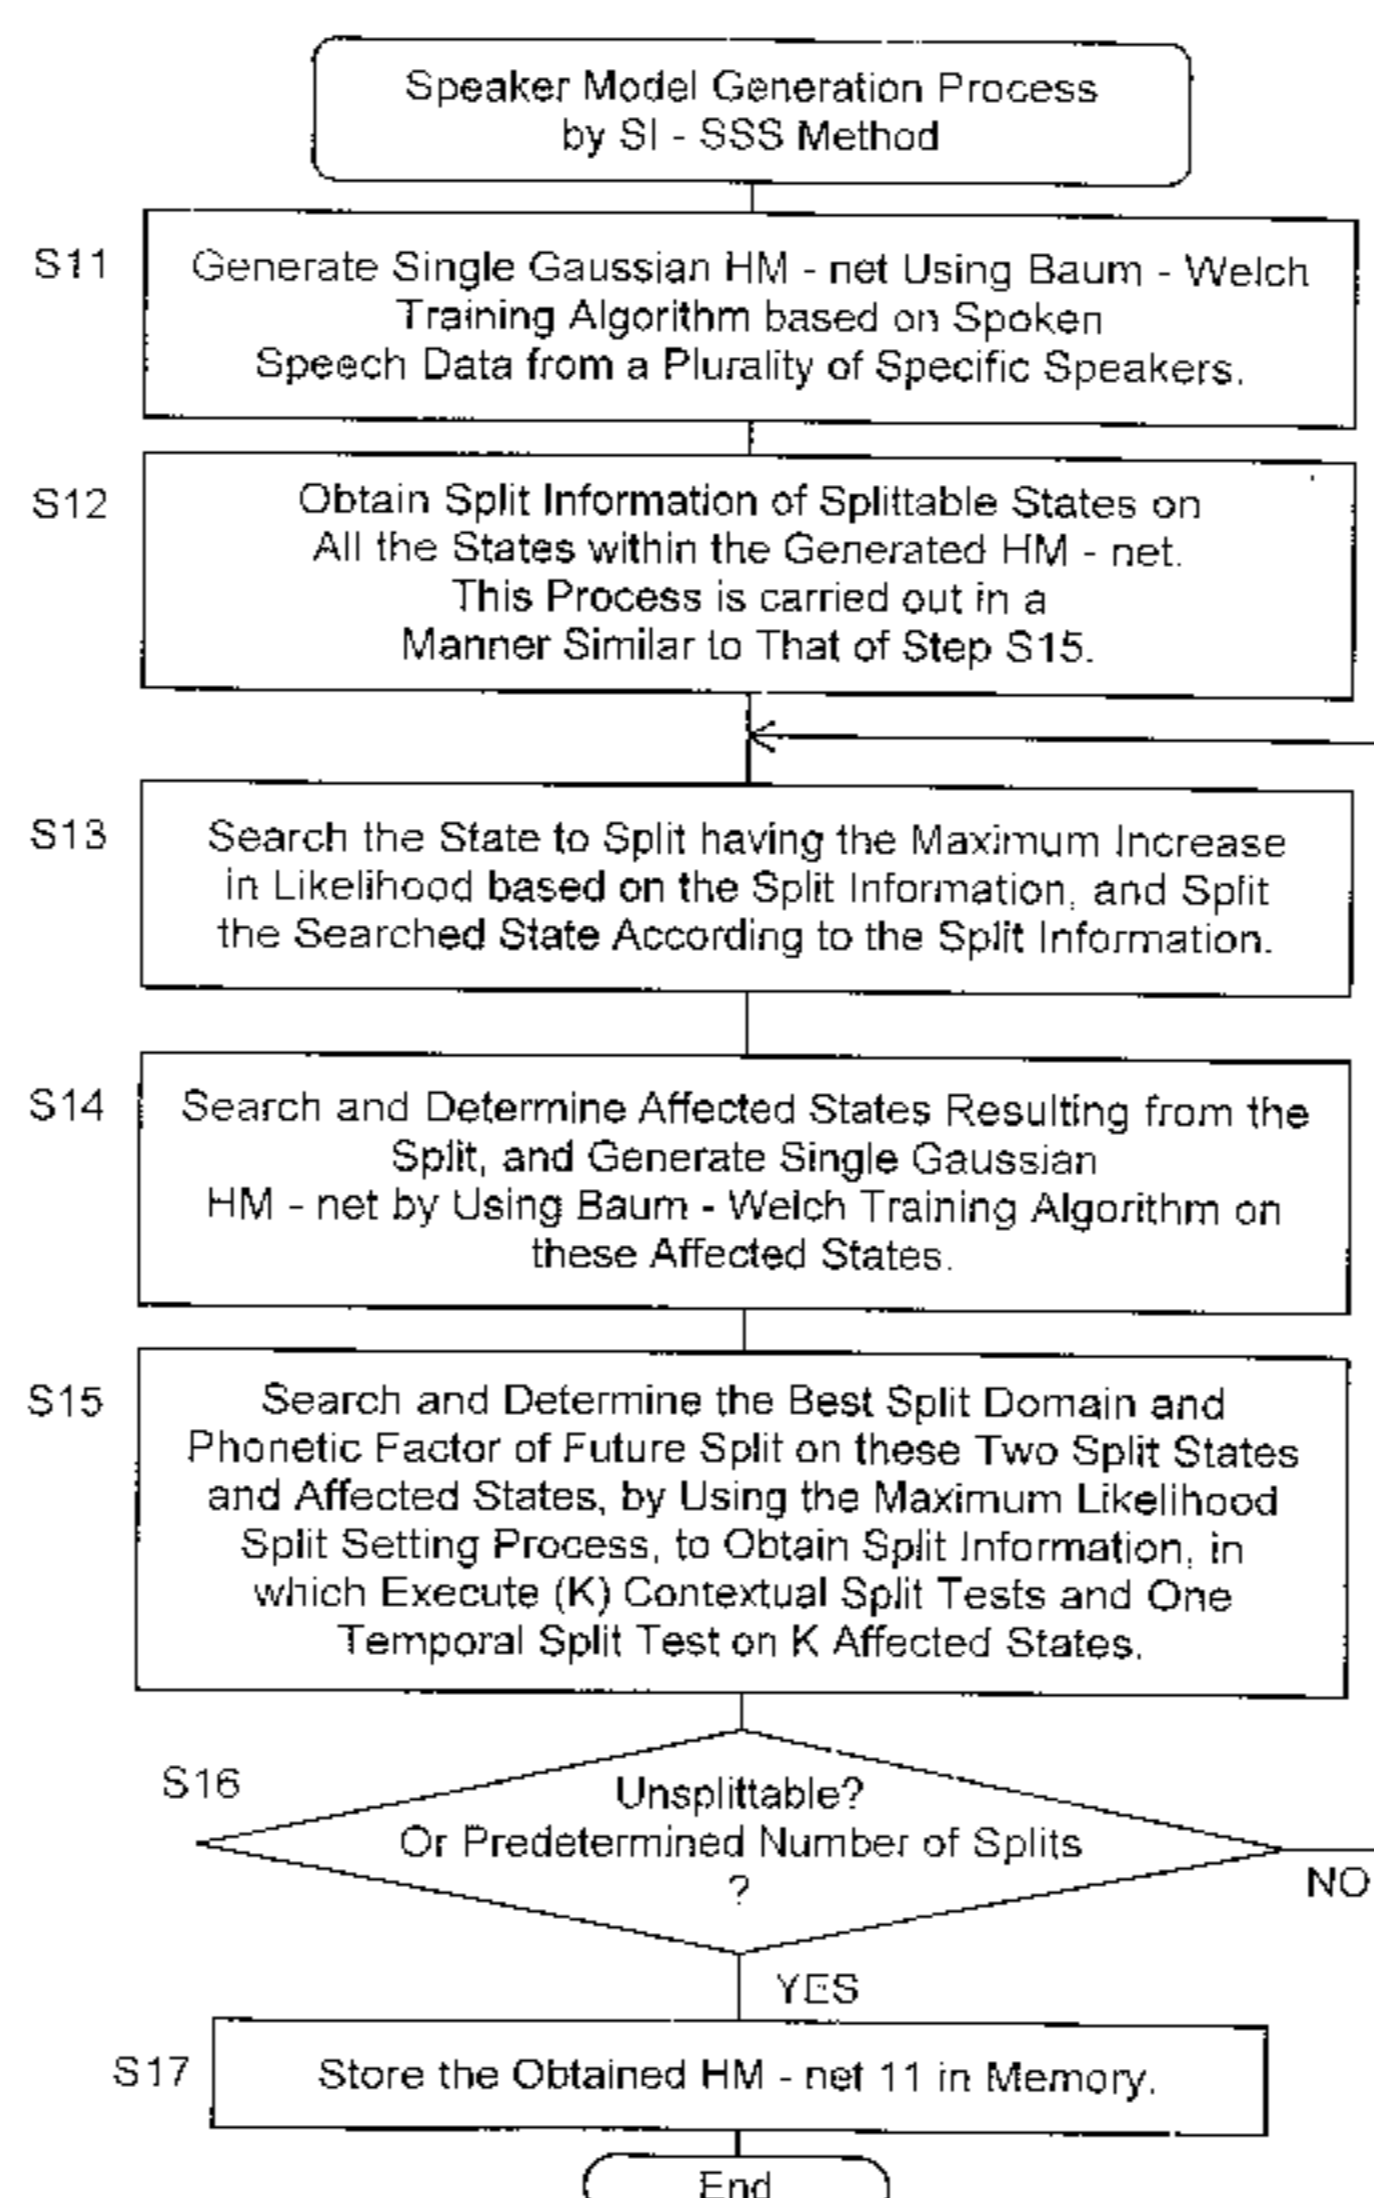 Speaker Model Generation Process
by SI - SSS Method
S11
Generate Single Gaussian HM - net Using Baum - Welch
Training Algorithm based on Spoken
Speech Data from a Plurality of Specific Speakers.
S12
Obtain Split Information of Splittable States on
All the States within the Generated HM - net.
This Process is carried out in a
Manner Similar to That of Step S15.
S13
Search the State to Split having the Maximum Increase
in Likelihood based on the Split Information, and Split
the Searched State According to the Split Information.
S14
Search and Determine Affected States Resulting from the
Split, and Generate Single Gaussian
HM - net by Using Baum - Welch Training Algorithm on
these Affected States.
S15
Search and Determine the Best Split Domain and
Phonetic Factor of Future Split on these Two Split States
and Affected States, by Using the Maximum Likelihood
Split Setting Process, to Obtain Split Information, in
which Execute (K) Contextual Split Tests and One
Temporal Split Test on K Affected States.
S16
Unsplittable?
Or Predetermined Number of Splits
?
NO
YES
S17
Store the Obtained HM - net 11 in Memory.
End